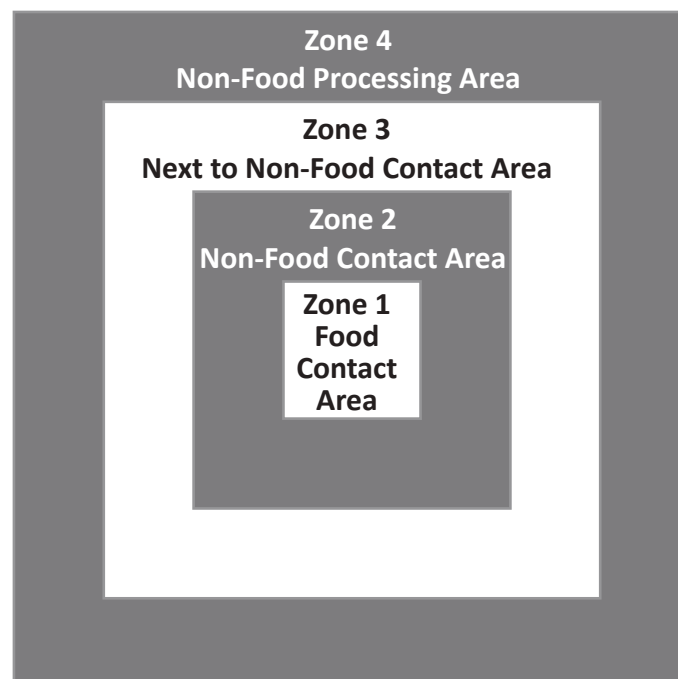 Zone 4
Non-Food Processing Area
Zone 3
Next to Non-Food Contact Area
Zone 2
Non-Food Contact Area
Zone 1
Food
Contact
Area